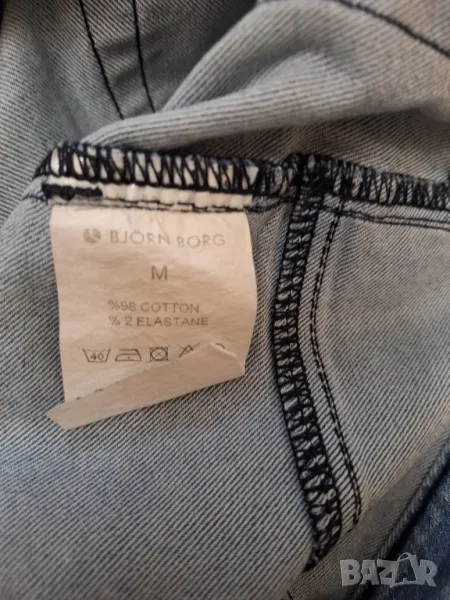 BJÖRN BORG
M
%98 COTTON
% 2 ELASTANE
40
BAZAR